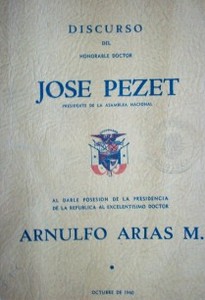 DISCURSO
DEL
HONORABLE DOCTOR
JOSE PEZET
PRESIDENTE DE LA ASAMBLEA NACIONAL
AL DARLE POSESIÓN DE LA PRESIDENCIA
DE LA REPUBLICA AL EXCELENTISIMO DOCTOR
ARNULFO ARIAS M.
OCTUBRE DE 1940